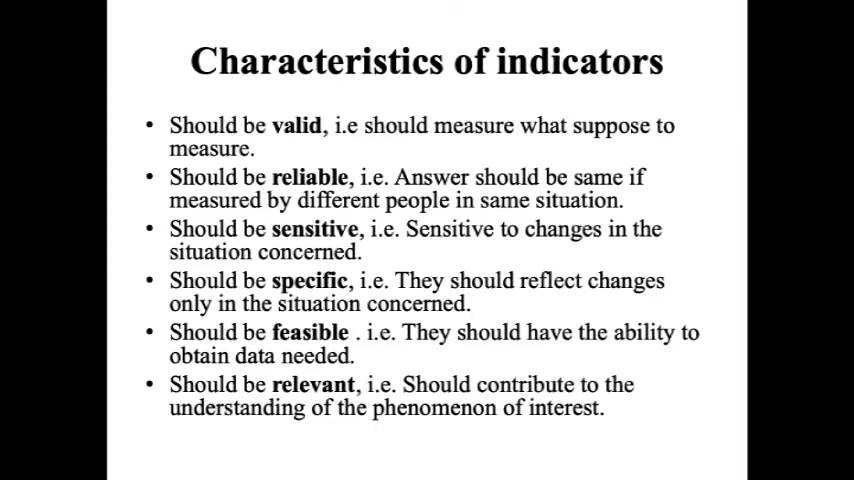 Characteristics of indicators
• Should be valid, i.e should measure what suppose to
measure.
• Should be reliable, i.e. Answer should be same if
measured by different people in same situation.
• Should be sensitive, i.e. Sensitive to changes in the
situation concerned.
• Should be specific, i.e. They should reflect changes
only in the situation concerned.
• Should be feasible . i.e. They should have the ability to
obtain data needed.
• Should be relevant, i.e. Should contribute to the
understanding of the phenomenon of interest.